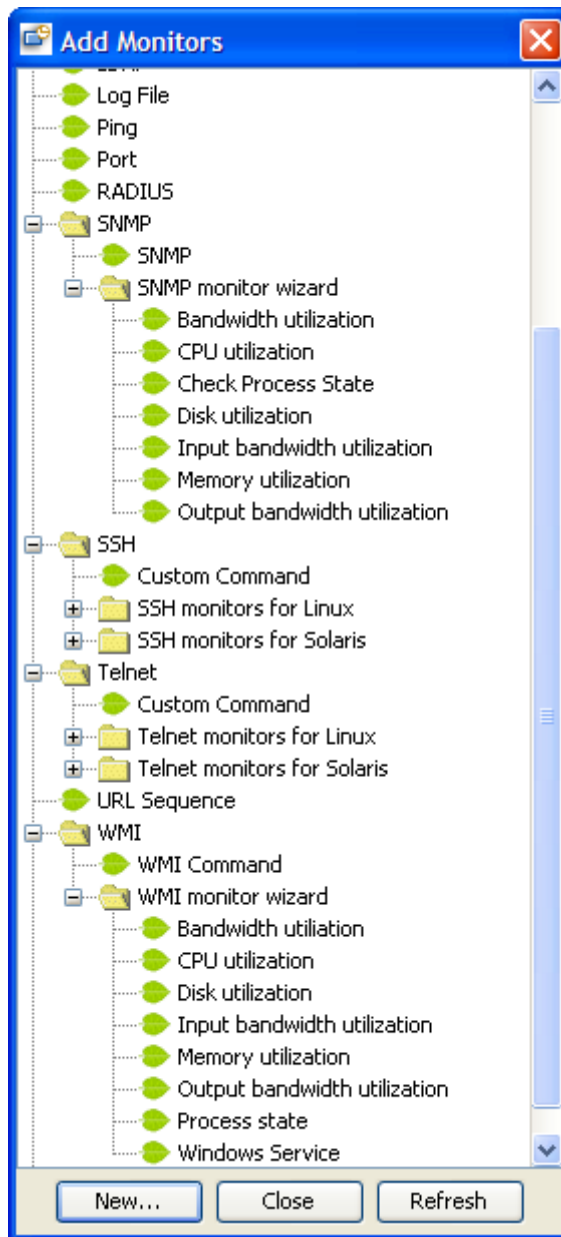 Add Monitors
Log File
Ping
Port
RADIUS
SNMP
SNMP
SNMP monitor wizard
Bandwidth utilization
CPU utilization
Check Process State
Disk utilization
Input bandwidth utilization
Memory utilization
Output bandwidth utilization
SSH
Custom Command
SSH monitors for Linux
SSH monitors for Solaris
Telnet
Custom Command
Telnet monitors for Linux
Telnet monitors for Solaris
URL Sequence
WMI
WMI Command
WMI monitor wizard
Bandwidth utiliation
CPU utilization
Disk utilization
Input bandwidth utilization
Memory utilization
Output bandwidth utilization
Process state
Windows Service
New... Close Refresh